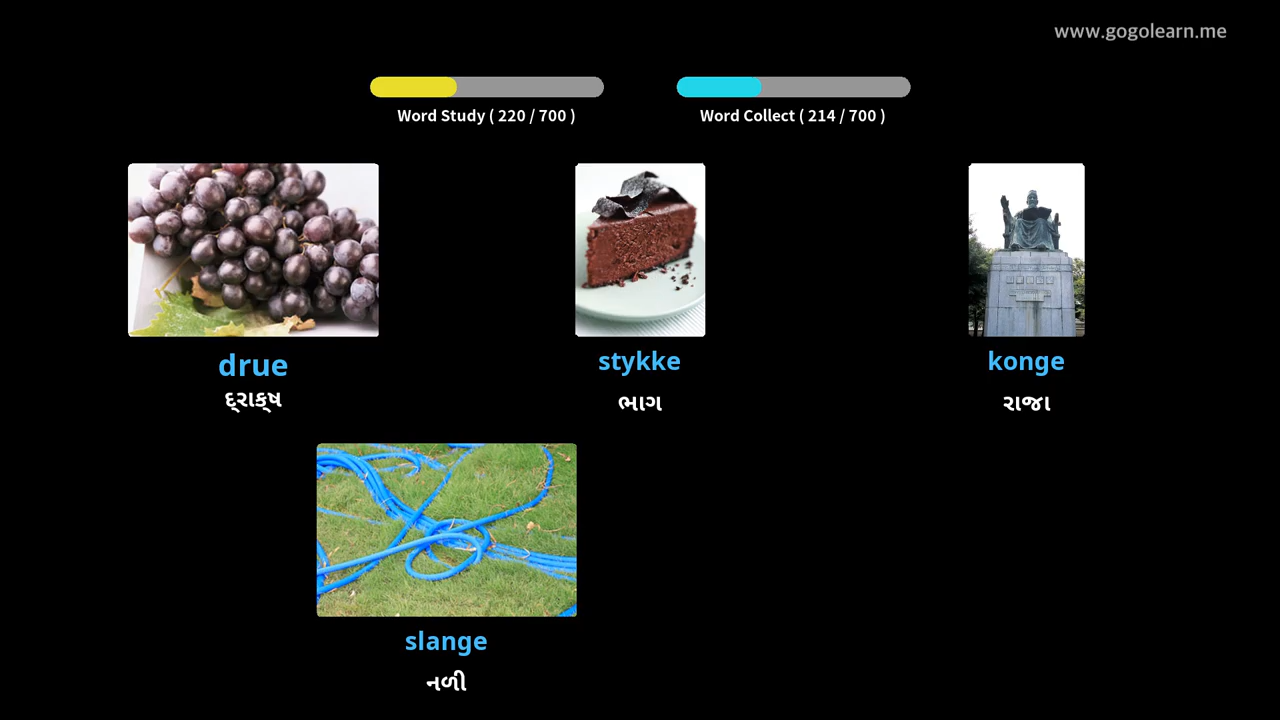 www.gogolearn.me
Word Study ( 220 / 700 )
Word Collect ( 214 / 700 )
drue
દ્રાક્ષ
stykke
ભાગ
konge
રાજા
slange
નળી